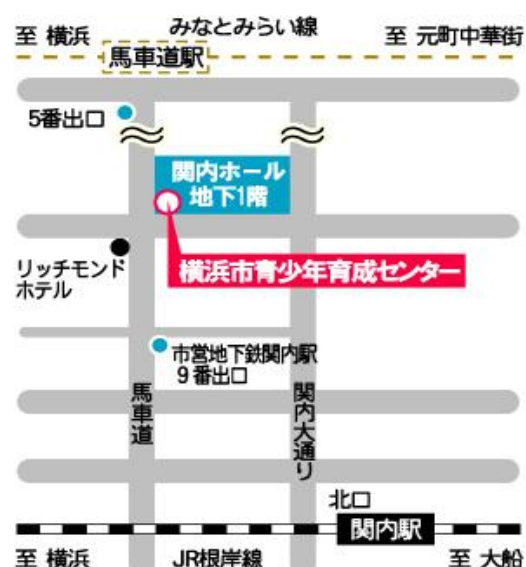 みなとみらい線
至 横浜
至 元町中華街
馬車道駅
5番出口
関内ホール
地下1階
横浜市青少年育成センター
リッチモンド
ホテル
市営地下鉄関内駅
9番出口
馬車道
関内大通り
北口
関内駅
至 横浜
JR根岸線
至 大船